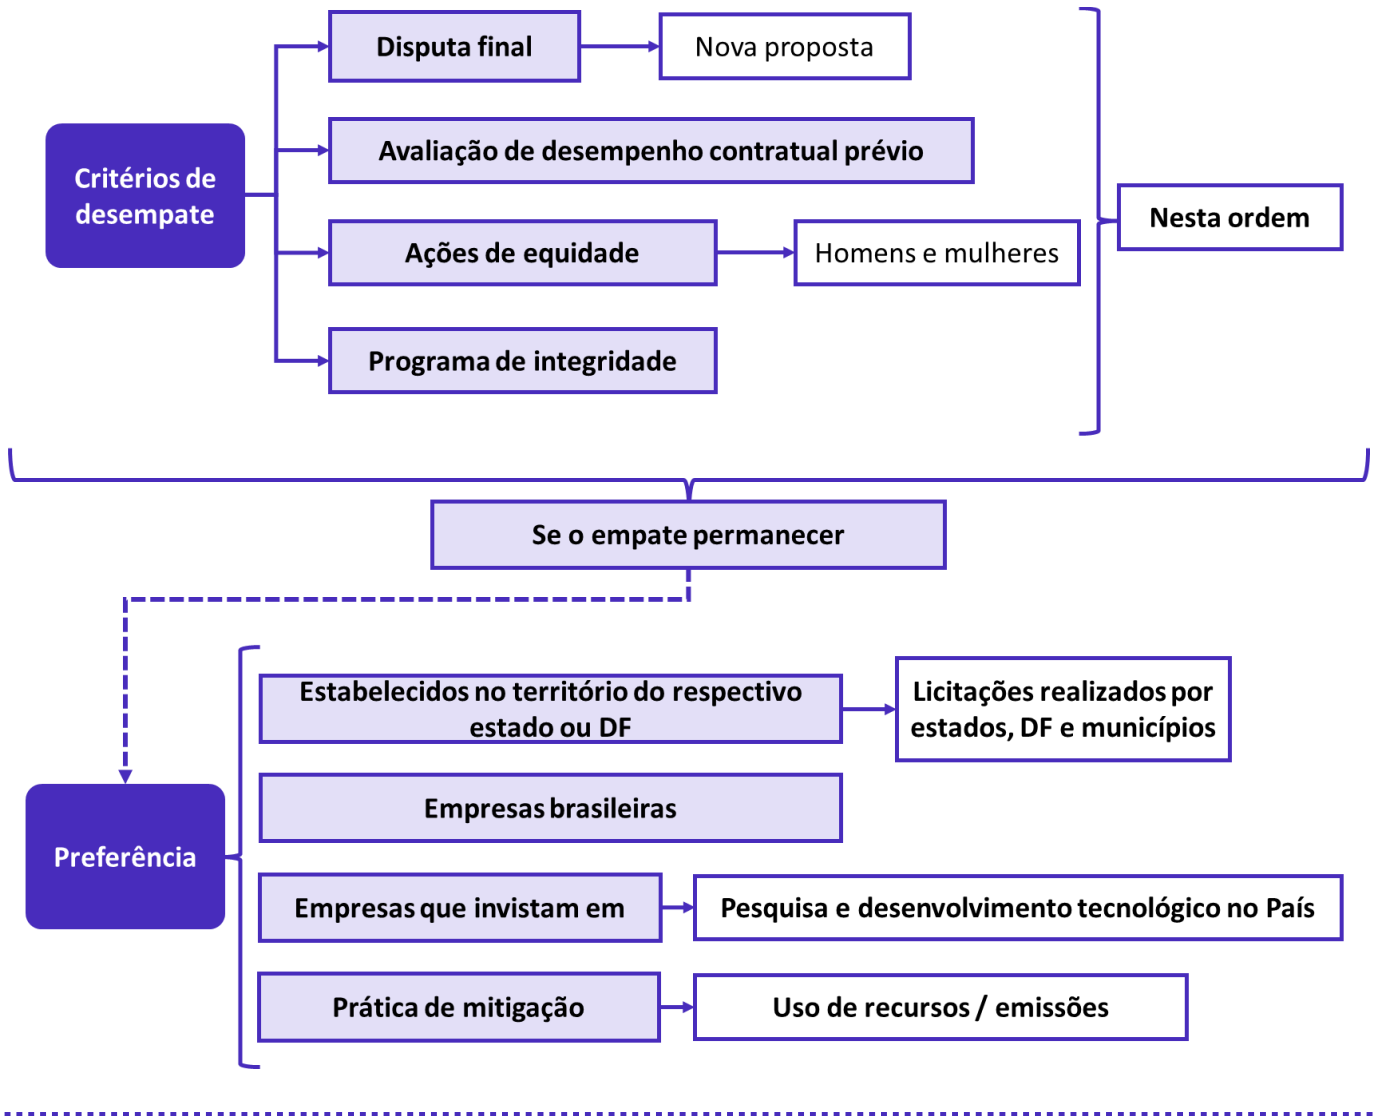 Disputa final
Nova proposta
Avaliação de desempenho contratual prévio
Critérios de
desempate
Nesta ordem
Ações de equidade
Homens e mulheres
Programa de integridade
Se o empate permanecer
Estabelecidos no território do respectivo
estado ou DF
Licitações realizados por
estados, DF e municípios
Empresas brasileiras
Preferência
Empresas que invistam em
Pesquisa e desenvolvimento tecnológico no País
Prática de mitigação
Uso de recursos / emissões